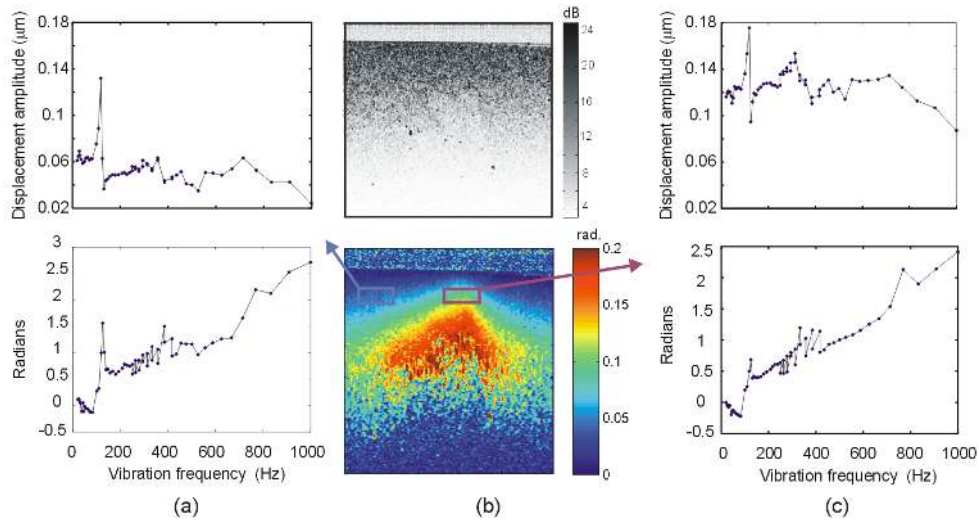 Displacement amplitude (μm)
0.18
0.14
0.1
0.06
0.02
Radians
3
2.5
2
1.5
1
0.5
0
-0.5
0 200 400 600 800 1000
Vibration frequency (Hz)
(a)
dB
24
20
16
12
8
4
rad.
0.2
0.15
0.1
0.05
0
(b)
Displacement amplitude (μm)
0.18
0.14
0.1
0.06
0.02
Radians
2.5
2
1.5
1
0.5
0
-0.5
0 200 400 600 800 1000
Vibration frequency (Hz)
(c)